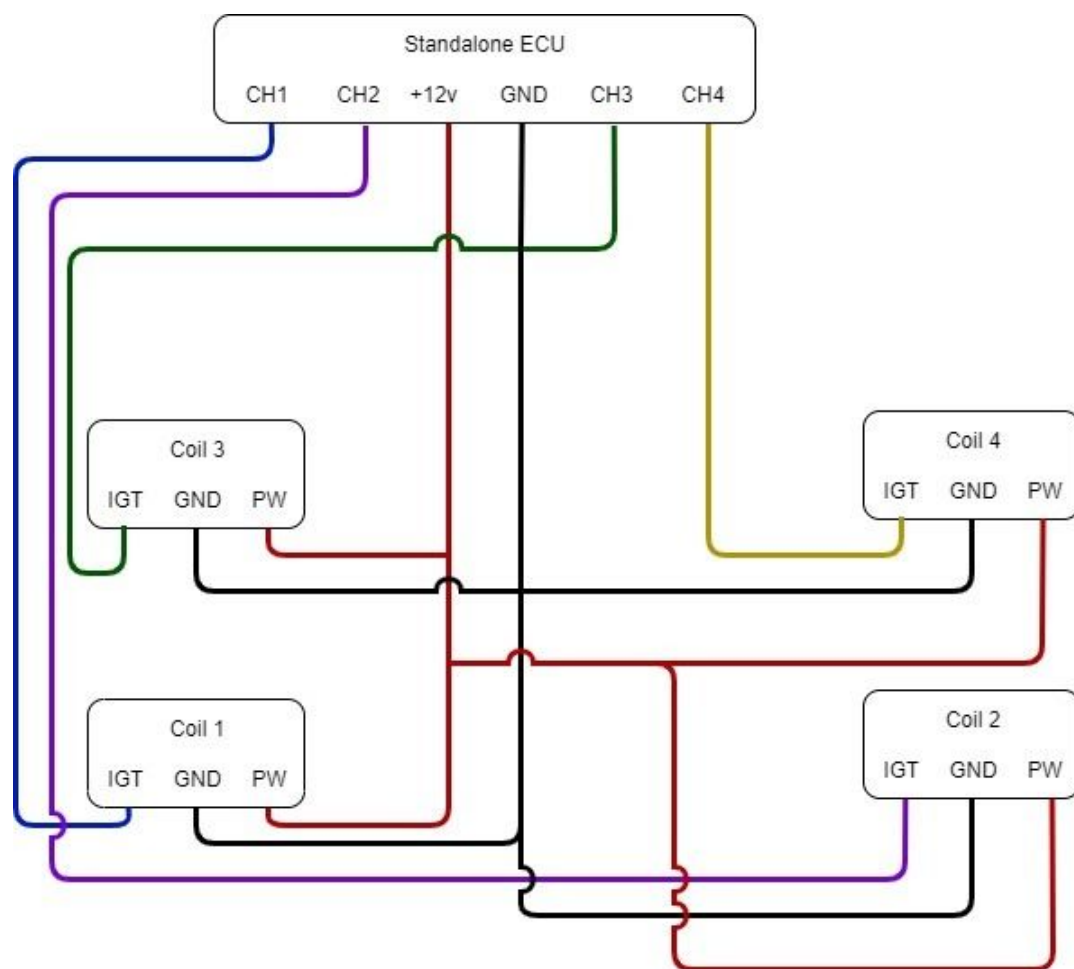 Standalone ECU
CH1 CH2 +12v GND CH3 CH4
Coil 3
IGT GND PW
Coil 4
IGT GND PW
Coil 1
IGT GND PW
Coil 2
IGT GND PW